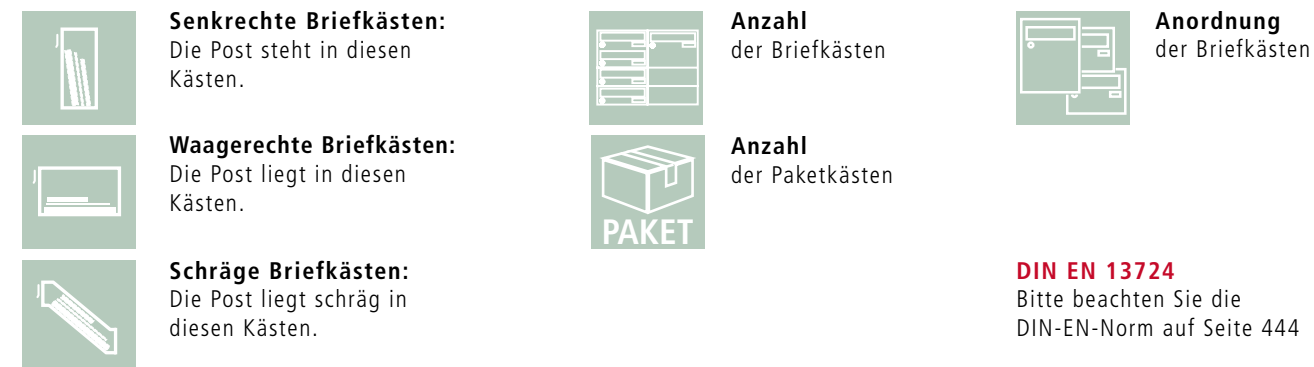 Senkrechte Briefkästen:
Die Post steht in diesen
Kästen.
Waagerechte Briefkästen:
Die Post liegt in diesen
Kästen.
Schräge Briefkästen:
Die Post liegt schräg in
diesen Kästen.
Anzahl
der Briefkästen
PAKET
Anzahl
der Paketkästen
Anordnung
der Briefkästen
DIN EN 13724
Bitte beachten Sie die
DIN-EN-Norm auf Seite 444